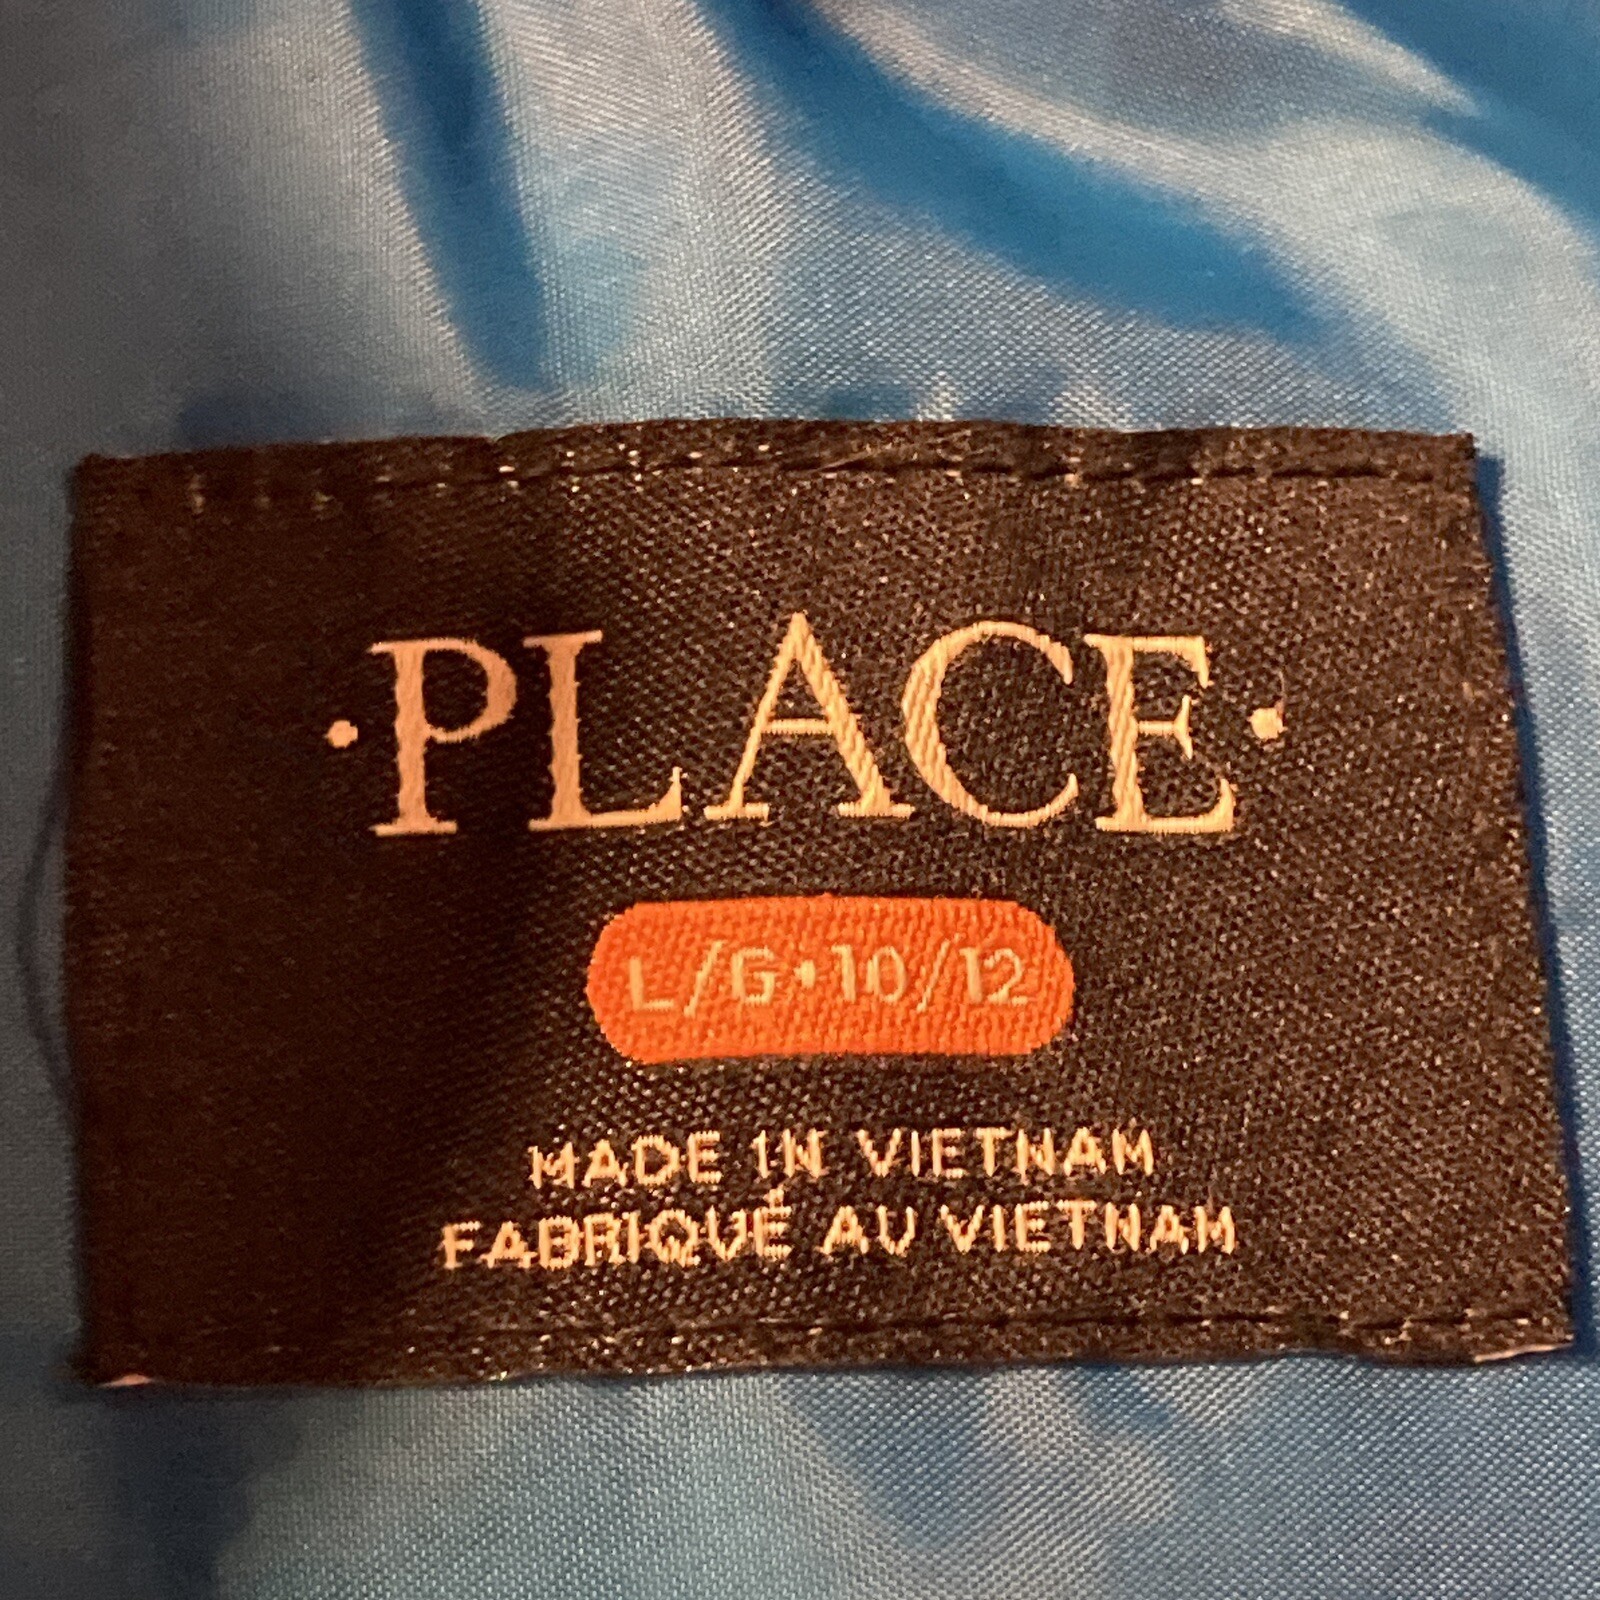 ·PLACE·
L/G·10/12
MADE IN VIETNAM
FABRIQUÉ AU VIETNAM